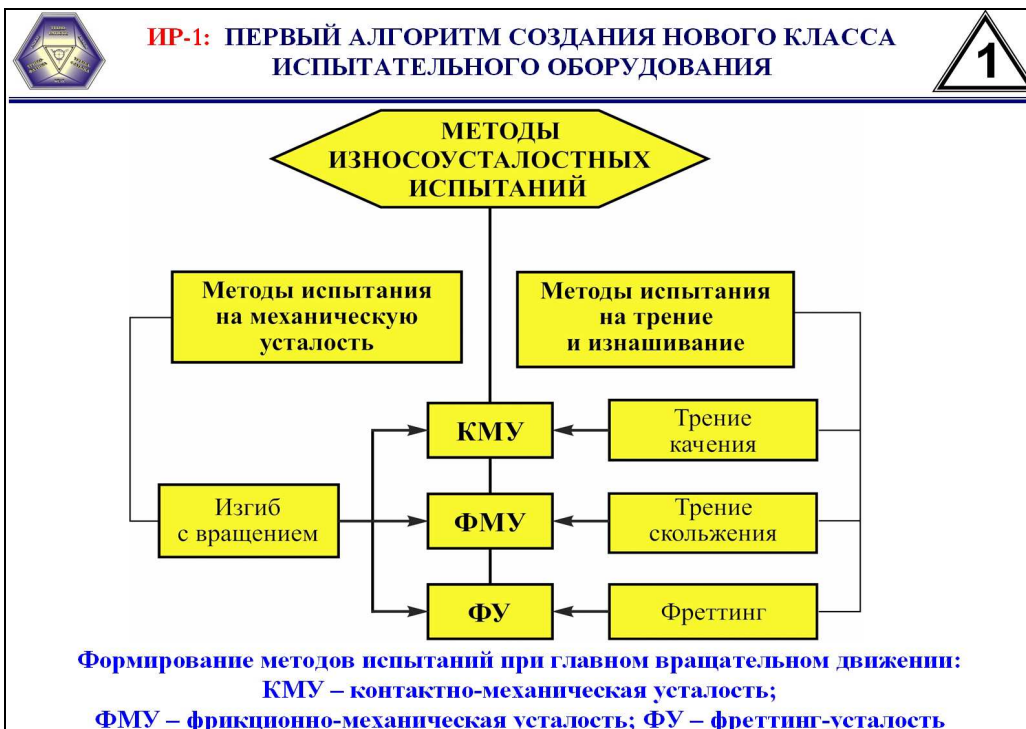 ИР-1: ПЕРВЫЙ АЛГОРИТМ СОЗДАНИЯ НОВОГО КЛАССА
ИСПЫТАТЕЛЬНОГО ОБОРУДОВАНИЯ
1
МЕТОДЫ
ИЗНОСОУСТАЛОСТНЫХ
ИСПЫТАНИЙ
Методы испытания
на механическую
усталость
Методы испытания
на трение
и изнашивание
КМУ
Трение
качения
Изгиб
с вращением
ФМУ
Трение
скольжения
ФУ
Фреттинг
Формирование методов испытаний при главном вращательном движении:
КМУ – контактно-механическая усталость;
ФМУ – фрикционно-механическая усталость; ФУ – фреттинг-усталость